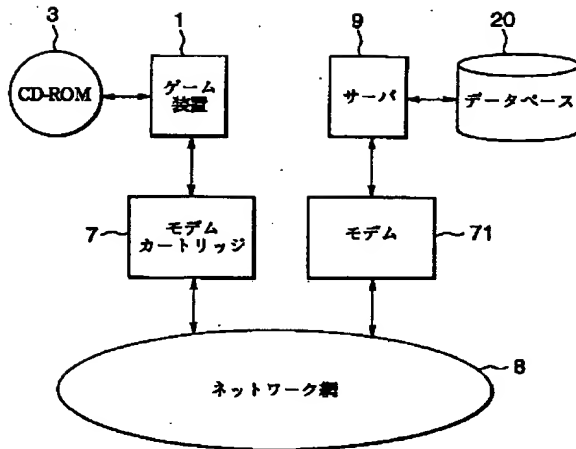 3
1
9
20
CD-ROM
ゲーム
装置
サーバ
データベース
7
モデム
カートリッジ
モデム
71
ネットワーク網
8